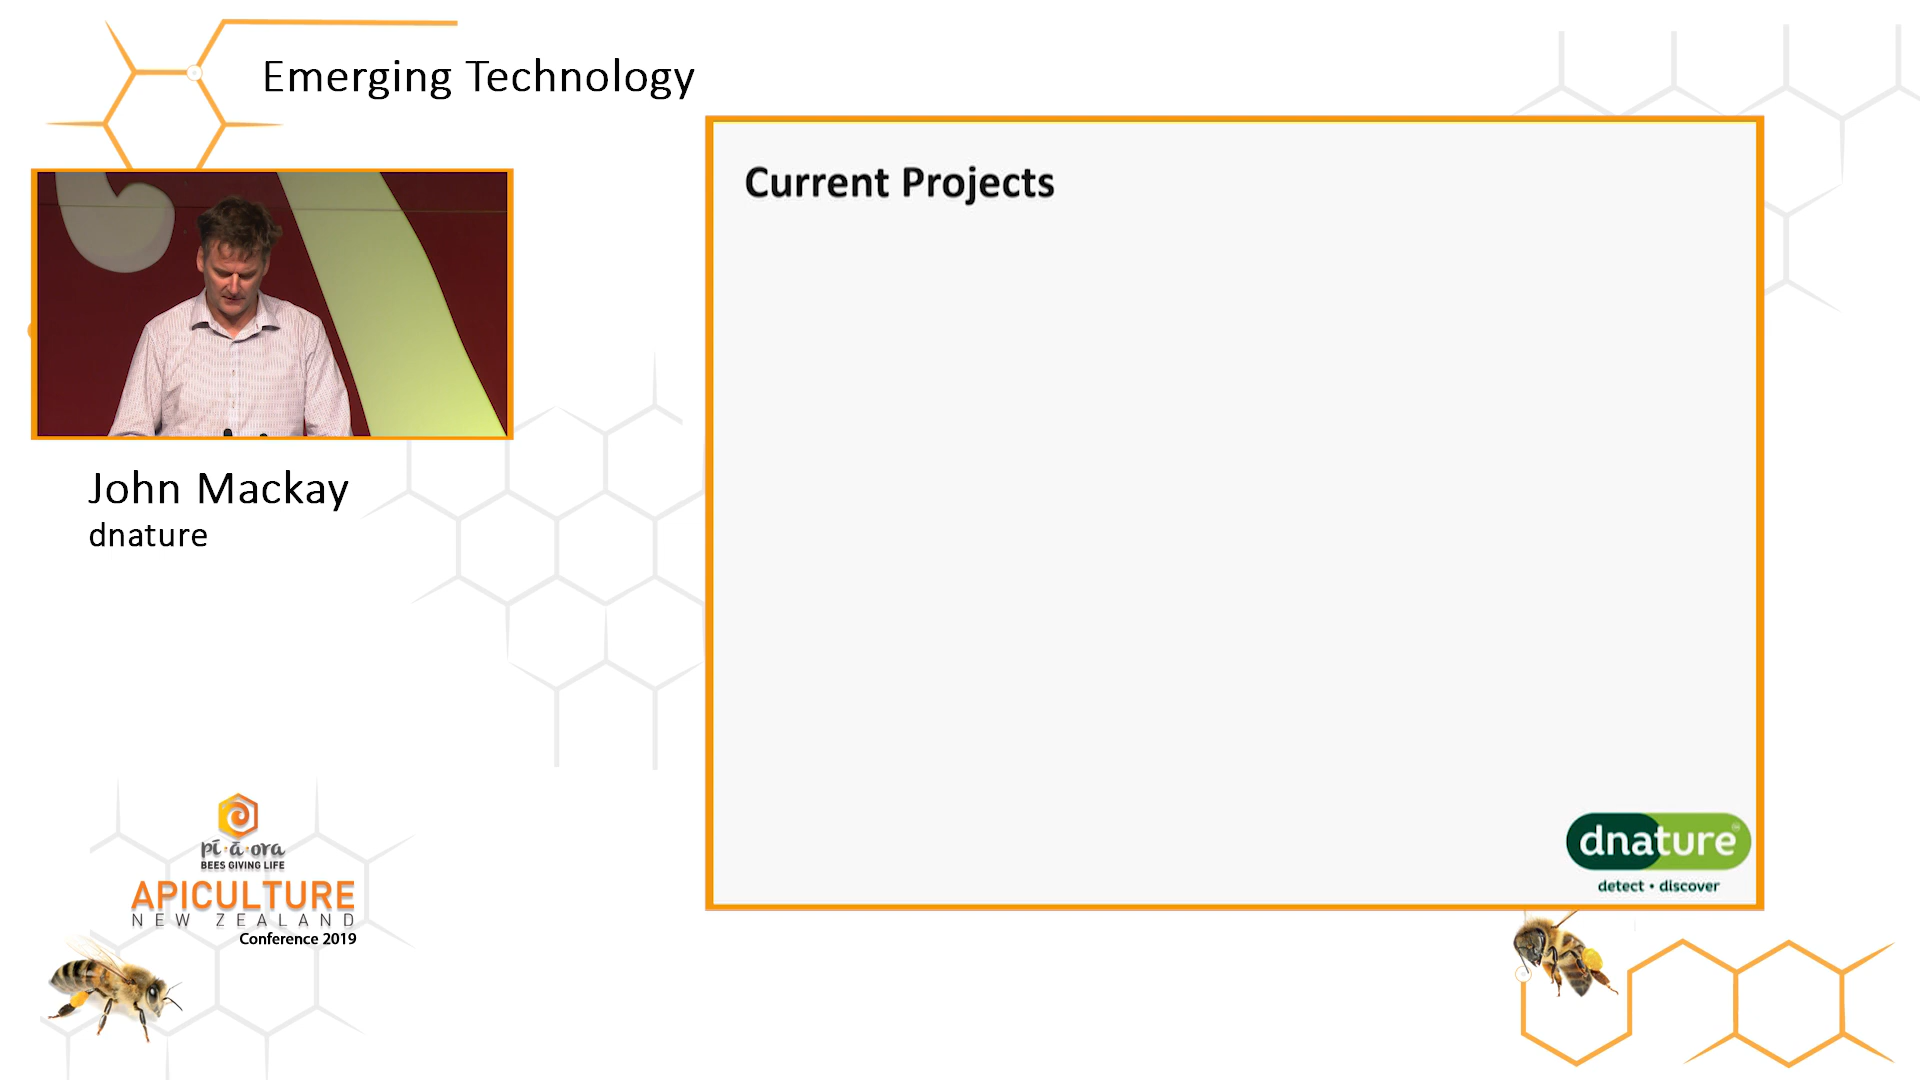 Emerging Technology
Current Projects
John Mackay
dnature
pī·ā·ora
BEES GIVING LIFE
APICULTURE
NEW ZEALAND
Conference 2019
dnature
detect • discover